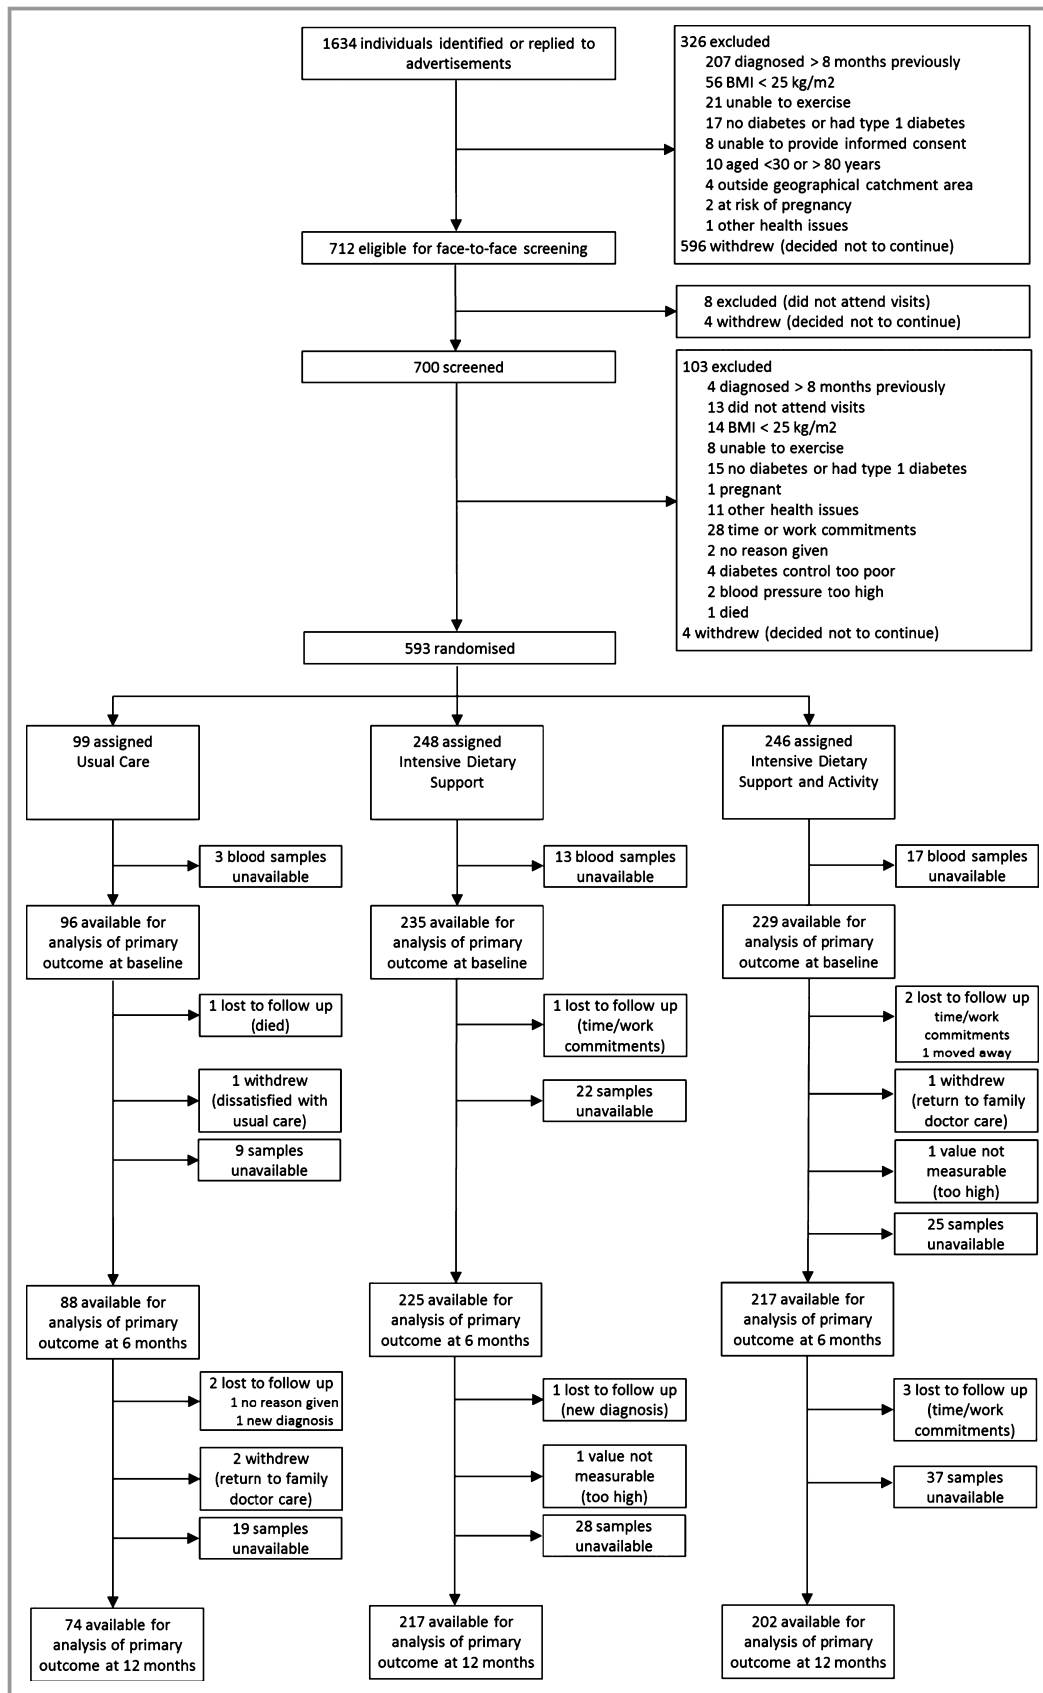 1634 individuals identified or replied to
advertisements
326 excluded
207 diagnosed > 8 months previously
56 BMI < 25 kg/m2
21 unable to exercise
17 no diabetes or had type 1 diabetes
8 unable to provide informed consent
10 aged <30 or > 80 years
4 outside geographical catchment area
2 at risk of pregnancy
1 other health issues
596 withdrew (decided not to continue)
712 eligible for face-to-face screening
8 excluded (did not attend visits)
4 withdrew (decided not to continue)
700 screened
103 excluded
4 diagnosed > 8 months previously
13 did not attend visits
14 BMI < 25 kg/m2
8 unable to exercise
15 no diabetes or had type 1 diabetes
1 pregnant
11 other health issues
28 time or work commitments
2 no reason given
4 diabetes control too poor
2 blood pressure too high
1 died
4 withdrew (decided not to continue)
593 randomised
99 assigned
Usual Care
248 assigned
Intensive Dietary
Support
246 assigned
Intensive Dietary
Support and Activity
3 blood samples
unavailable
13 blood samples
unavailable
17 blood samples
unavailable
96 available for
analysis of primary
outcome at baseline
235 available for
analysis of primary
outcome at baseline
229 available for
analysis of primary
outcome at baseline
1 lost to follow up
(died)
1 lost to follow up
(time/work
commitments)
2 lost to follow up
time/work
commitments
1 moved away
1 withdrew
(dissatisfied with
usual care)
22 samples
unavailable
1 withdrew
(return to family
doctor care)
9 samples
unavailable
1 value not
measurable
(too high)
25 samples
unavailable
88 available for
analysis of primary
outcome at 6 months
225 available for
analysis of primary
outcome at 6 months
217 available for
analysis of primary
outcome at 6 months
2 lost to follow up
1 no reason given
1 new diagnosis
1 lost to follow up
(new diagnosis)
3 lost to follow up
(time/work
commitments)
2 withdrew
(return to family
doctor care)
1 value not
measurable
(too high)
37 samples
unavailable
19 samples
unavailable
28 samples
unavailable
74 available for
analysis of primary
outcome at 12 months
217 available for
analysis of primary
outcome at 12 months
202 available for
analysis of primary
outcome at 12 months